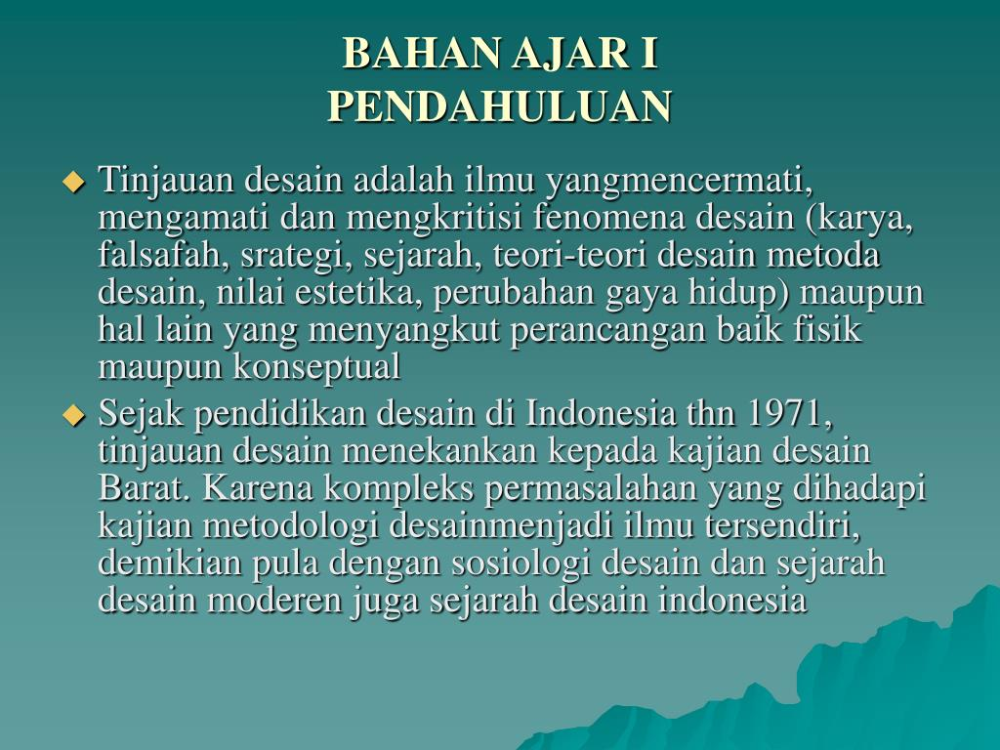 BAHAN AJAR I
PENDAHULUAN
Tinjauan desain adalah ilmu yangmencermati,
mengamati dan mengkritisi fenomena desain (karya,
falsafah, srategi, sejarah, teori-teori desain metoda
desain, nilai estetika, perubahan gaya hidup) maupun
hal lain yang menyangkut perancangan baik fisik
maupun konseptual
Sejak pendidikan desain di Indonesia thn 1971,
tinjauan desain menekankan kepada kajian desain
Barat. Karena kompleks permasalahan yang dihadapi
kajian metodologi desainmenjadi ilmu tersendiri,
demikian pula dengan sosiologi desain dan sejarah
desain moderen juga sejarah desain indonesia